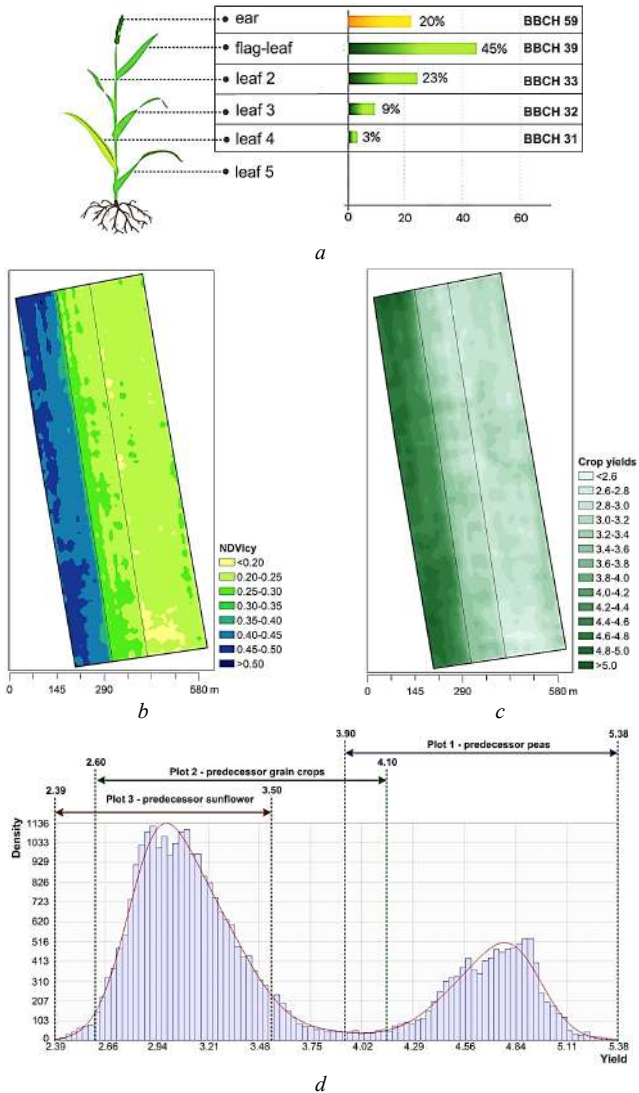 ear 20% BBCH 59
flag-leaf 45% BBCH 39
leaf 2 23% BBCH 33
leaf 3 9% BBCH 32
leaf 4 3% BBCH 31
leaf 5
0 20 40 60
a
NDVIcy
<0.20
0.20-0.25
0.25-0.30
0.30-0.35
0.35-0.40
0.40-0.45
0.45-0.50
>0.50
0 145 290 580 m
b
Crop yields
<2.6
2.6-2.8
2.8-3.0
3.0-3.2
3.2-3.4
3.4-3.6
3.6-3.8
3.8-4.0
4.0-4.2
4.2-4.4
4.4-4.6
4.6-4.8
4.8-5.0
>5.0
0 145 290 580 m
c
3.90 5.38
Plot 1 - predecessor peas
2.60 4.10
Plot 2 - predecessor grain crops
2.39 3.50
Plot 3 - predecessor sunflower
Density
1136
1033
929
826
723
620
516
413
310
207
103
0
2.39 2.66 2.94 3.21 3.48 3.75 4.02 4.29 4.56 4.84 5.11 5.38
Yield
d